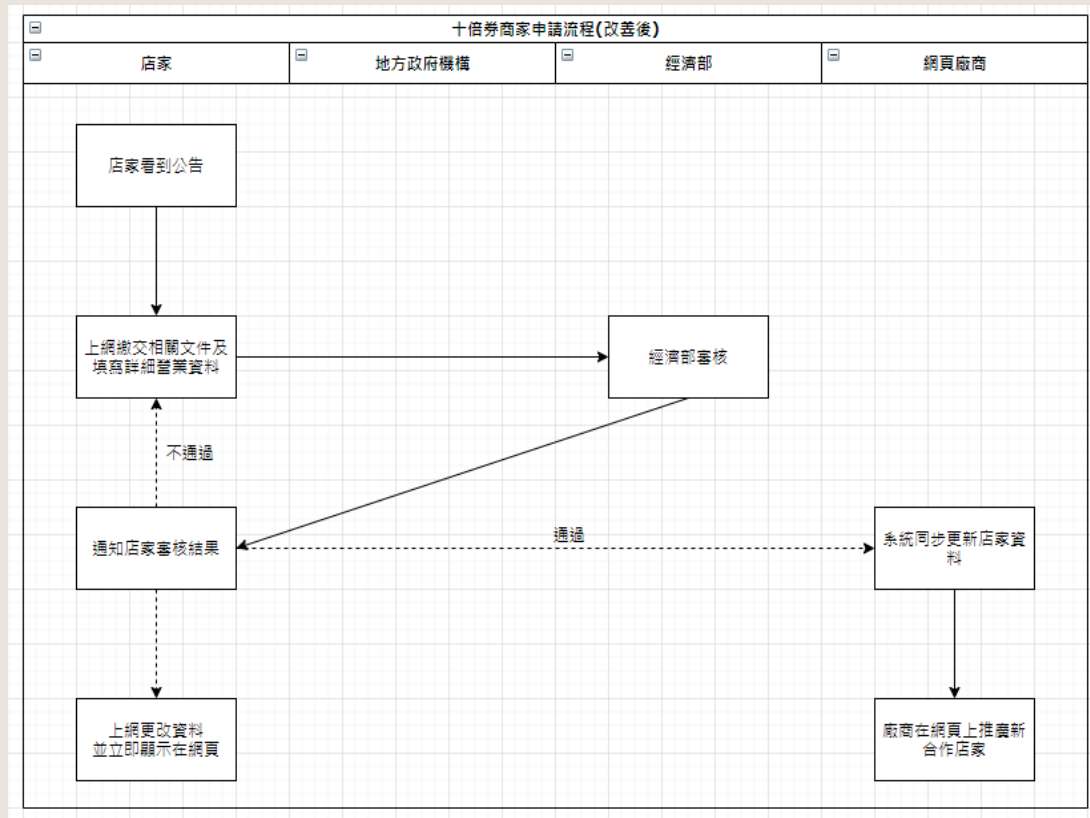 十倍券商家申請流程(改善後)
店家
地方政府機構
經濟部
網頁廠商
店家看到公告
上網繳交相關文件及
填寫詳細營業資料
經濟部審核
不通過
通知店家審核結果
通過
系統同步更新店家資
料
上網更改資料
並立即顯示在網頁
廠商在網頁上推廣新
合作店家